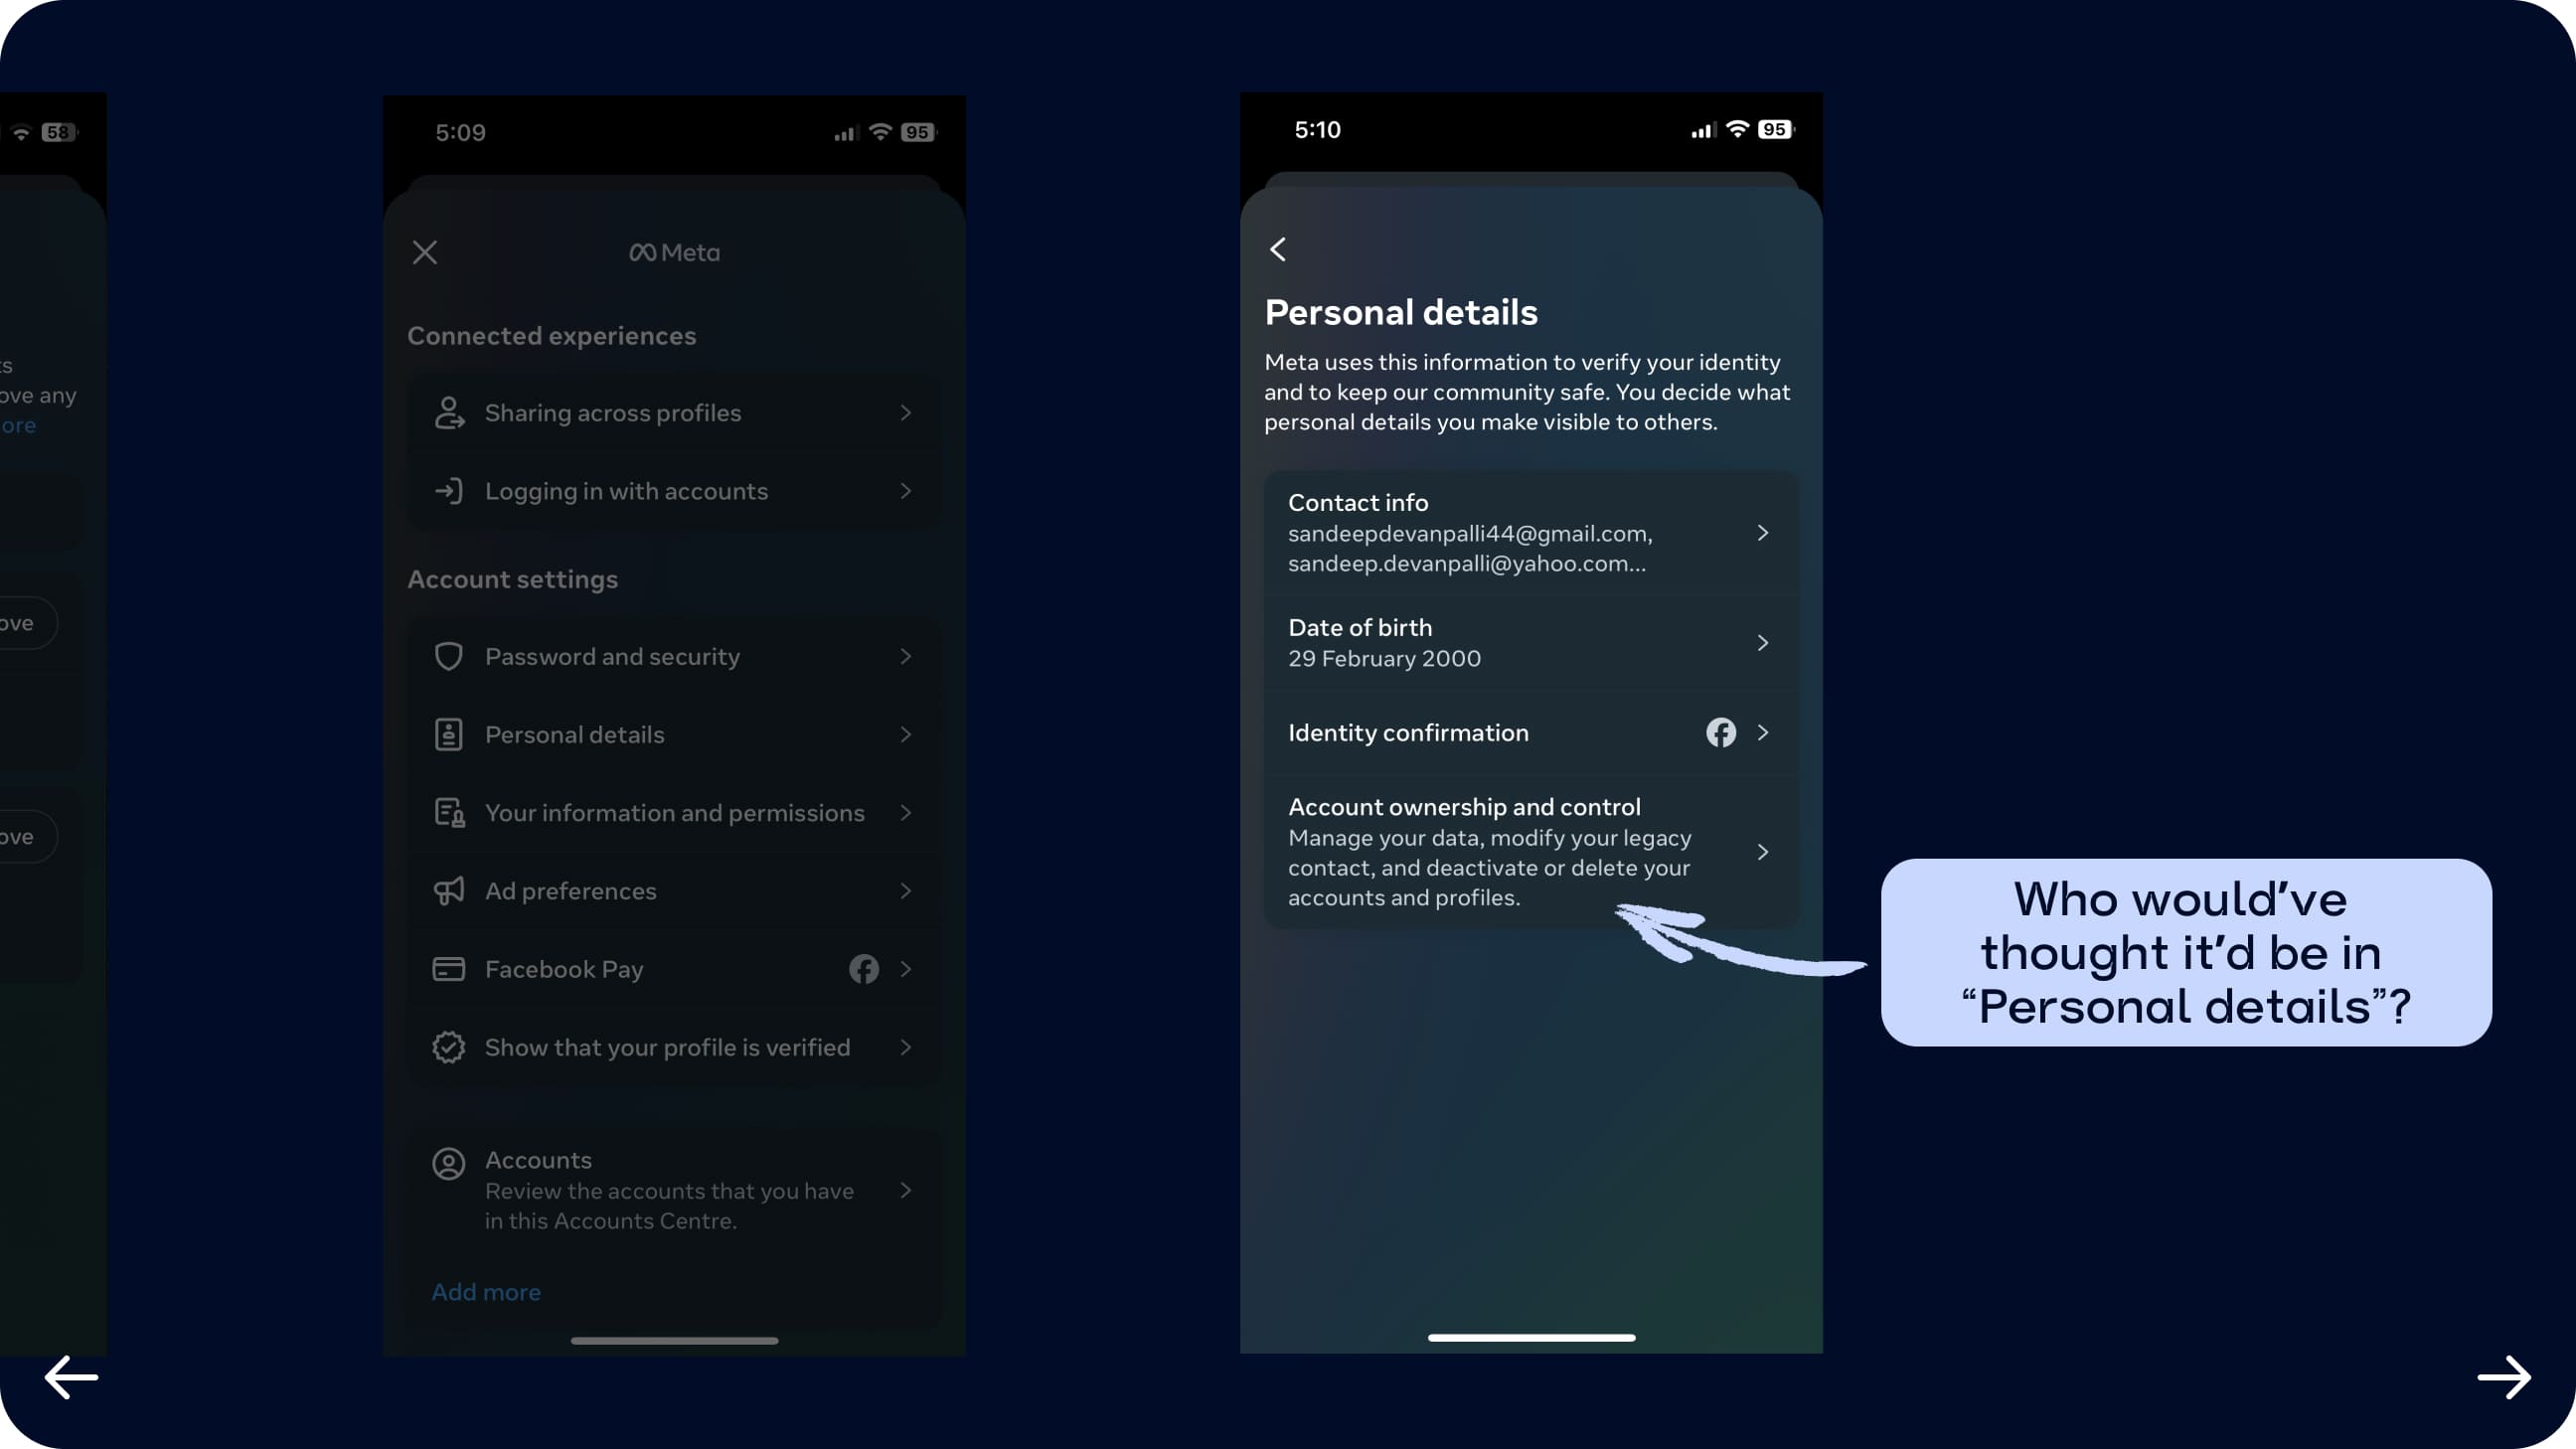 58
ts
ove any
ore
ove
ove
5:09
95
Meta
Connected experiences
Sharing across profiles
Logging in with accounts
Account settings
Password and security
Personal details
Your information and permissions
Ad preferences
Facebook Pay
Show that your profile is verified
Accounts
Review the accounts that you have
in this Accounts Centre.
Add more
5:10
95
Personal details
Meta uses this information to verify your identity
and to keep our community safe. You decide what
personal details you make visible to others.
Contact info
sandeepdevanpalli44@gmail.com,
sandeep.devanpalli@yahoo.com...
Date of birth
29 February 2000
Identity confirmation
Account ownership and control
Manage your data, modify your legacy
contact, and deactivate or delete your
accounts and profiles.
Who would’ve
thought it’d be in
“Personal details”?